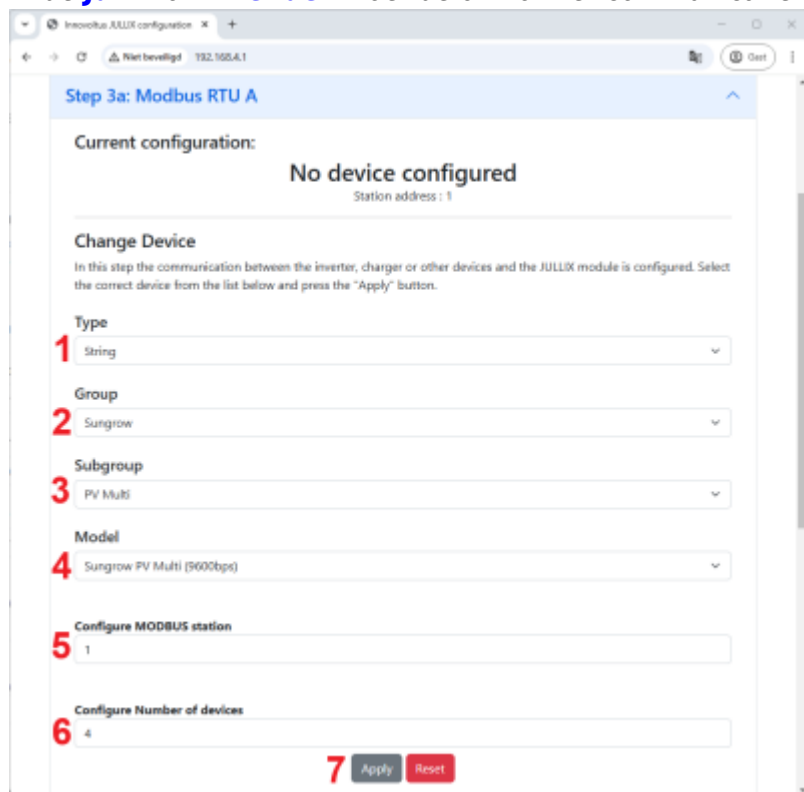 Innovoltus JULLIX configuration
Niet beveiligd 192.168.4.1
Gast
Step 3a: Modbus RTU A
Current configuration:
No device configured
Station address : 1
Change Device
In this step the communication between the inverter, charger or other devices and the JULLIX module is configured. Select
the correct device from the list below and press the "Apply" button.
Type
1 String
Group
2 Sungrow
Subgroup
3 PV Multi
Model
4 Sungrow PV Multi (9600bps)
Configure MODBUS station
5 1
Configure Number of devices
6 4
7 Apply Reset